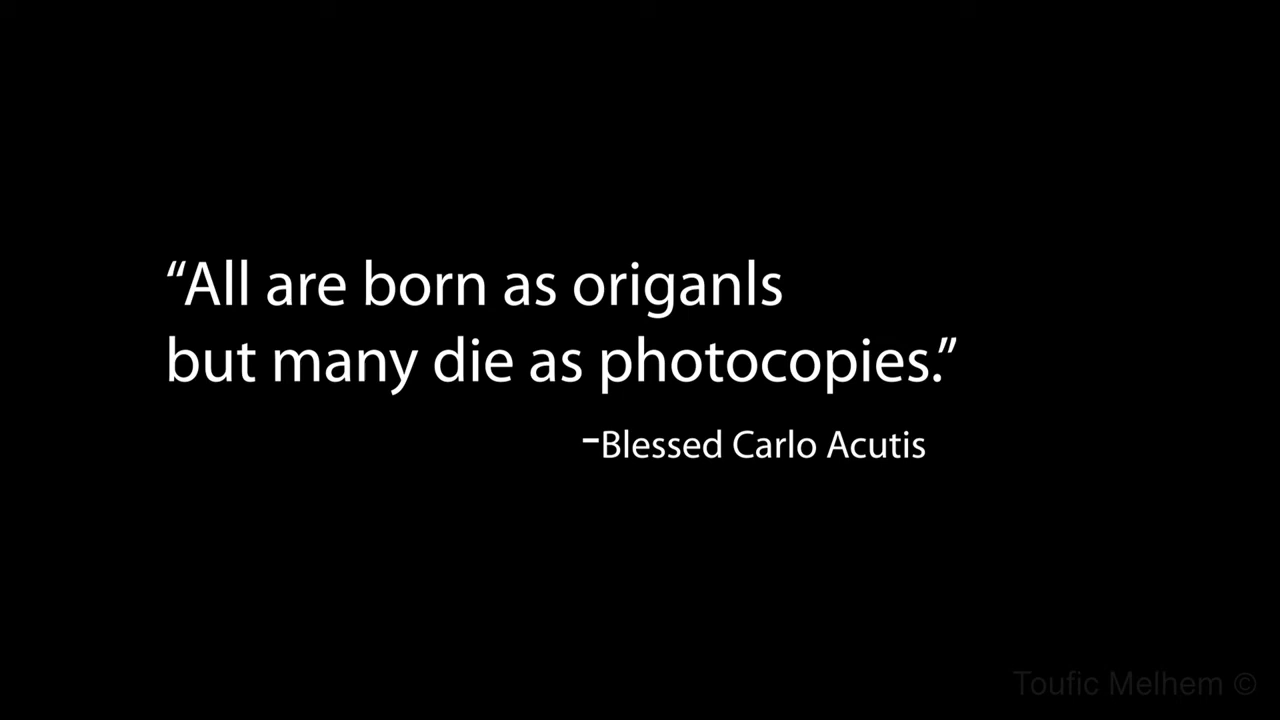 “All are born as origanls
but many die as photocopies.”
-Blessed Carlo Acutis
Toufic Melhem ©